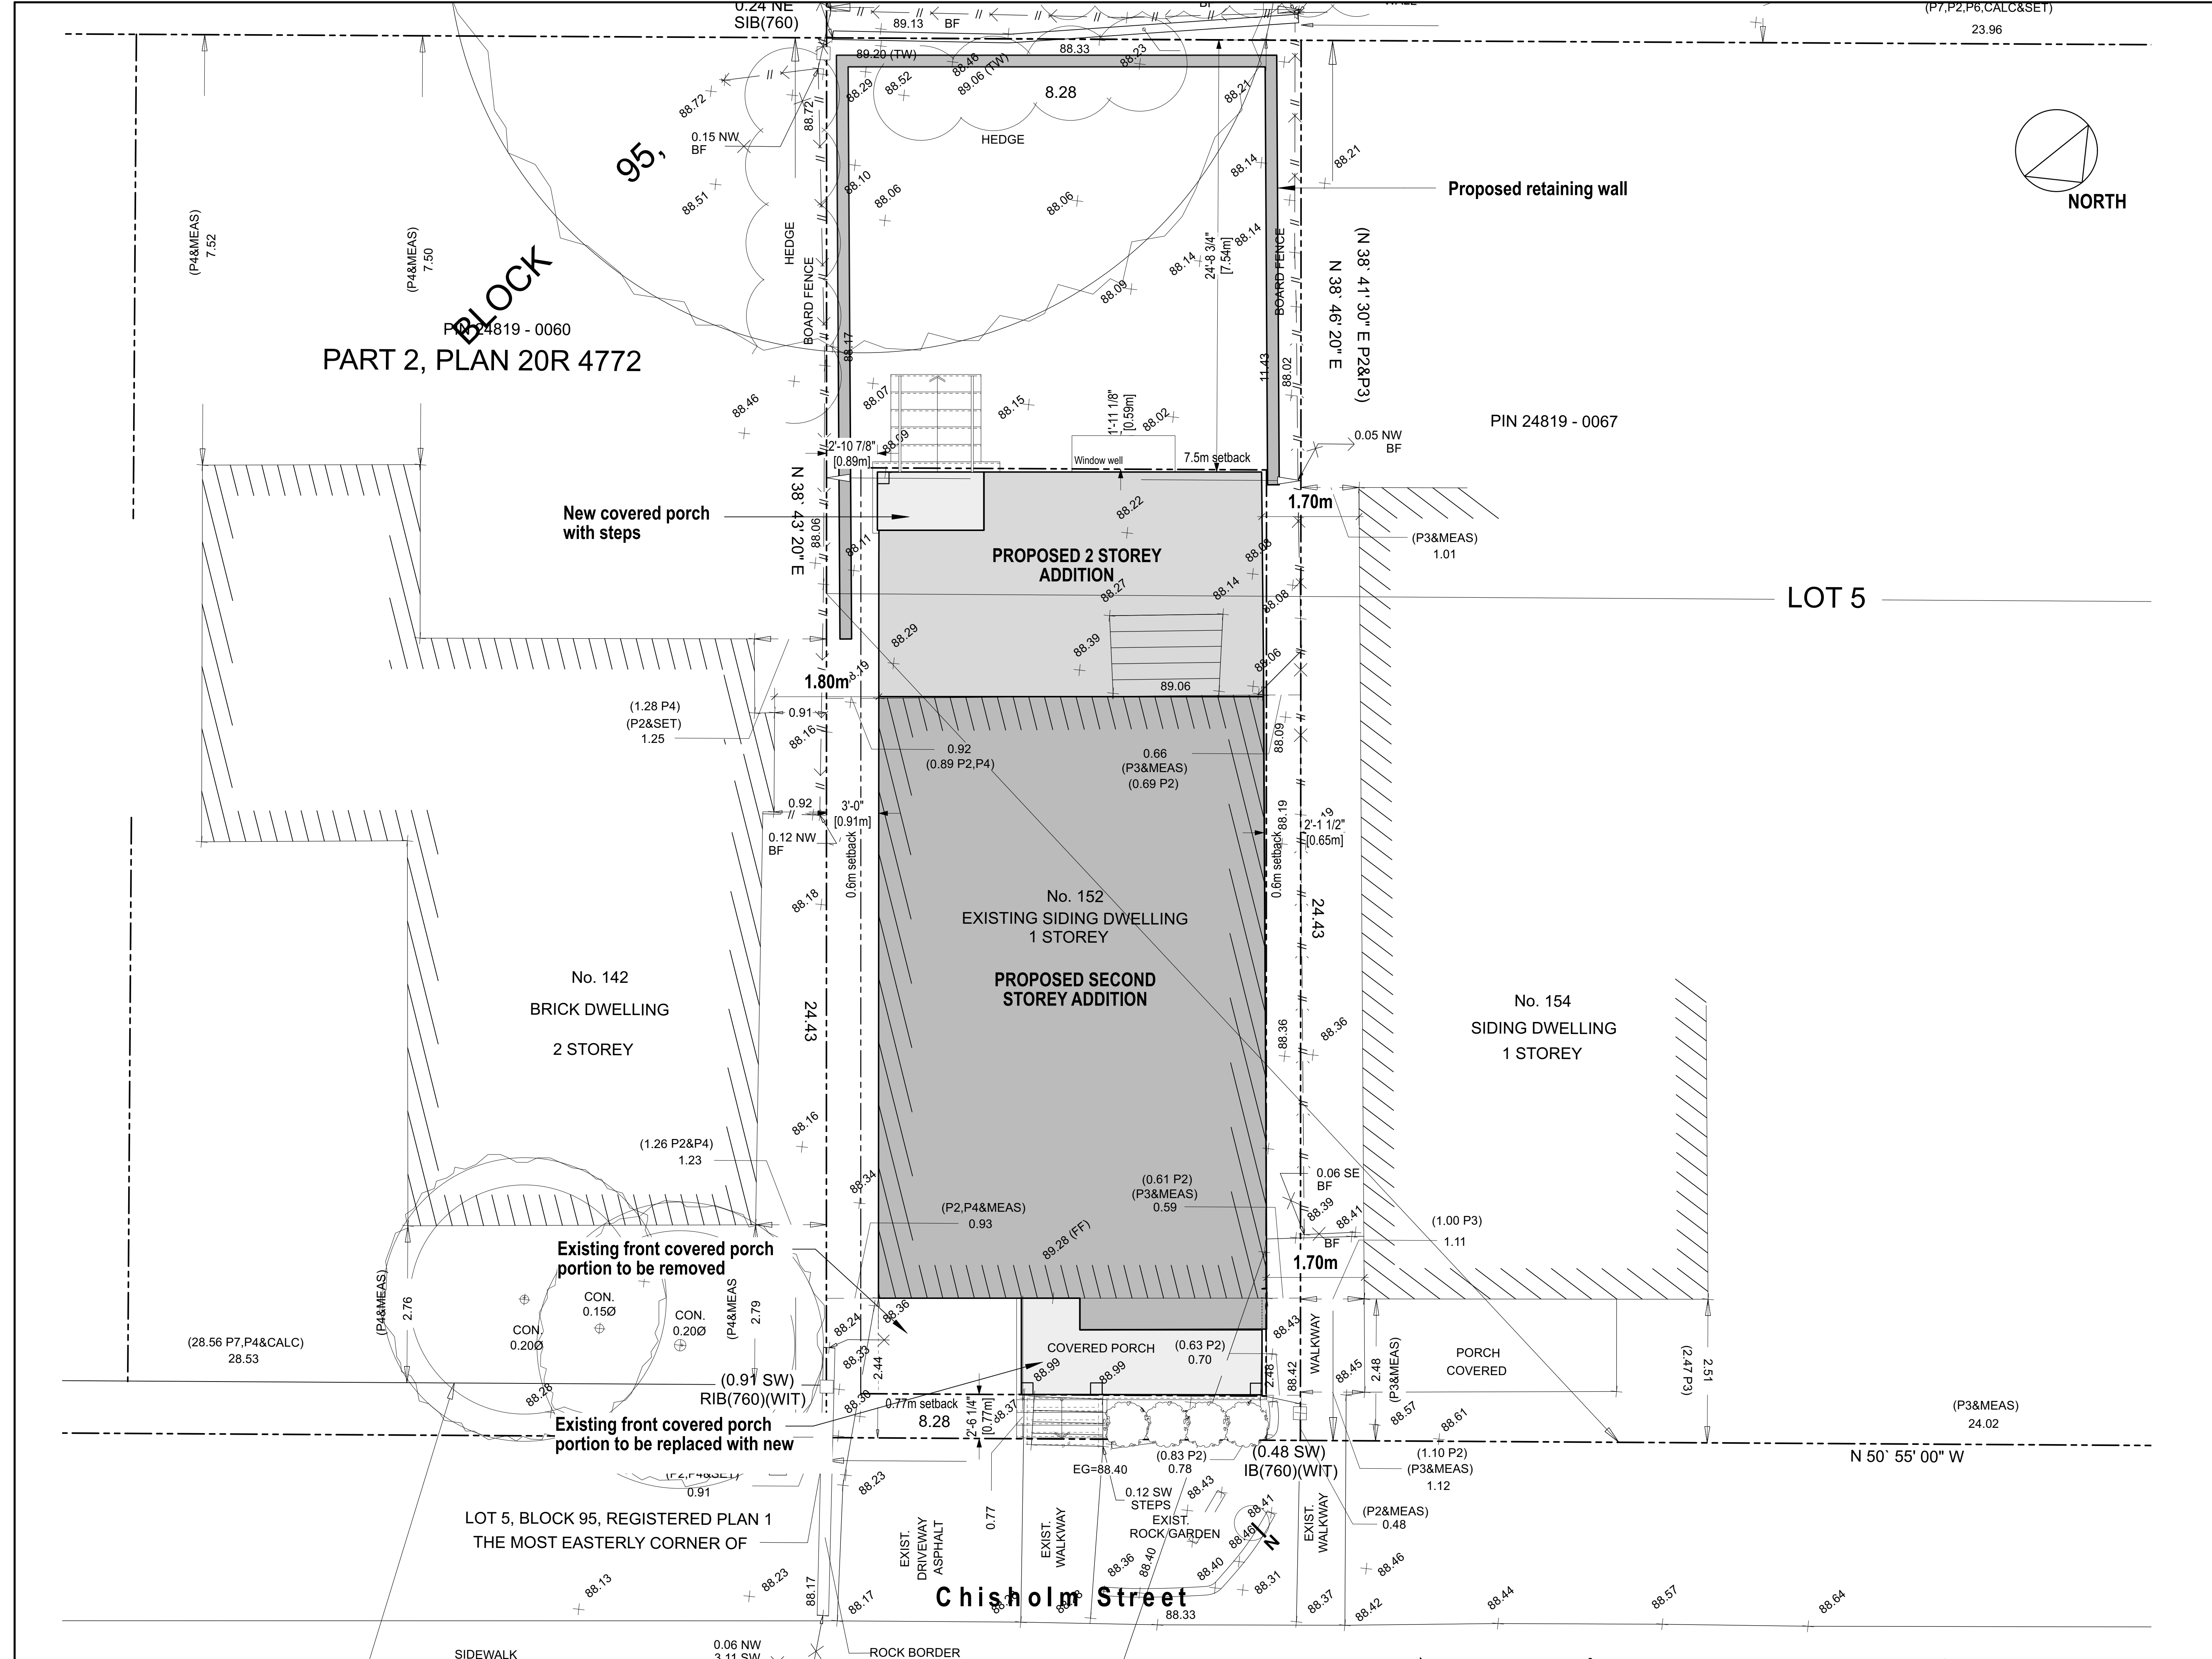 0.24 NE
SIB(760)
89.13
BF
(P7,P2,P6,CALC&SET)
23.96
89.20 (TW)
88.46
89.06 (TW)
88.33
88.23
88.72
88.72
88.29
88.52
8.28
88.21
HEDGE
0.15 NW
BF
95,
88.51
88.10
88.06
88.06
88.14
88.21
Proposed retaining wall
NORTH
(P4&MEAS)
7.52
(P4&MEAS)
7.50
BLOCK
PIN 24819 - 0060
PART 2, PLAN 20R 4772
HEDGE
BOARD FENCE
88.17
24'-8 3/4"
[7.54m]
88.14
88.14
88.09
BOARD FENCE
N 38` 46' 20" E
(N 38` 41' 30" E P2&P3)
11.43
88.02
88.46
88.07
88.15
1'-11 1/8"
[0.59m]
88.02
PIN 24819 - 0067
88.09
2'-10 7/8"
[0.89m]
Window well
7.5m setback
0.05 NW
BF
N 38` 43' 20" E
New covered porch
with steps
88.06
88.11
88.22
1.70m
(P3&MEAS)
1.01
PROPOSED 2 STOREY
ADDITION
88.08
88.27
88.14
88.08
LOT 5
88.29
88.39
88.06
88.19
1.80m
89.06
(1.28 P4)
(P2&SET)
1.25
0.91
88.16
0.92
(0.89 P2,P4)
0.66
(P3&MEAS)
(0.69 P2)
88.09
0.92
3'-0"
[0.91m]
0.12 NW
BF
0.6m setback
0.6m setback
88.19
2'-1 1/2"
[0.65m]
88.18
No. 152
EXISTING SIDING DWELLING
1 STOREY
PROPOSED SECOND
STOREY ADDITION
24.43
24.43
No. 142
BRICK DWELLING
2 STOREY
88.36
88.36
No. 154
SIDING DWELLING
1 STOREY
88.16
(1.26 P2&P4)
1.23
88.34
(P2,P4&MEAS)
0.93
(0.61 P2)
(P3&MEAS)
0.59
0.06 SE
BF
88.39
88.41
BF
(1.00 P3)
1.11
89.28 (FF)
Existing front covered porch
portion to be removed
1.70m
(P4&MEAS)
2.76
CON.
0.15Ø
CON.
0.20Ø
CON.
0.20Ø
(P4&MEAS
2.79
88.24
88.36
88.33
2.44
COVERED PORCH
(0.63 P2)
0.70
88.43
WALKWAY
88.99
88.99
2.48
88.42
88.45
2.48
(P3&MEAS)
PORCH
COVERED
(2.47 P3)
2.51
(28.56 P7,P4&CALC)
28.53
(0.91 SW)
RIB(760)(WIT)
88.28
88.30
0.77m setback
8.28
2'-6 1/4"
[0.77m]
88.37
88.57
88.61
(P3&MEAS)
24.02
Existing front covered porch
portion to be replaced with new
(0.48 SW)
IB(760)(WIT)
(1.10 P2)
(P3&MEAS)
1.12
N 50` 55' 00" W
(P2,P4&SET)
0.91
88.23
EG=88.40
(0.83 P2)
0.78
88.43
0.12 SW
STEPS
88.41
(P2&MEAS)
0.48
LOT 5, BLOCK 95, REGISTERED PLAN 1
THE MOST EASTERLY CORNER OF
EXIST.
DRIVEWAY
ASPHALT
0.77
EXIST.
WALKWAY
EXIST.
ROCK GARDEN
88.46
N
EXIST.
WALKWAY
88.13
88.23
88.17
88.17
88.36
88.40
88.40
88.31
88.37
88.42
88.46
88.44
88.57
88.64
Chisholm Street
88.33
SIDEWALK
0.06 NW
3.11 SW
ROCK BORDER